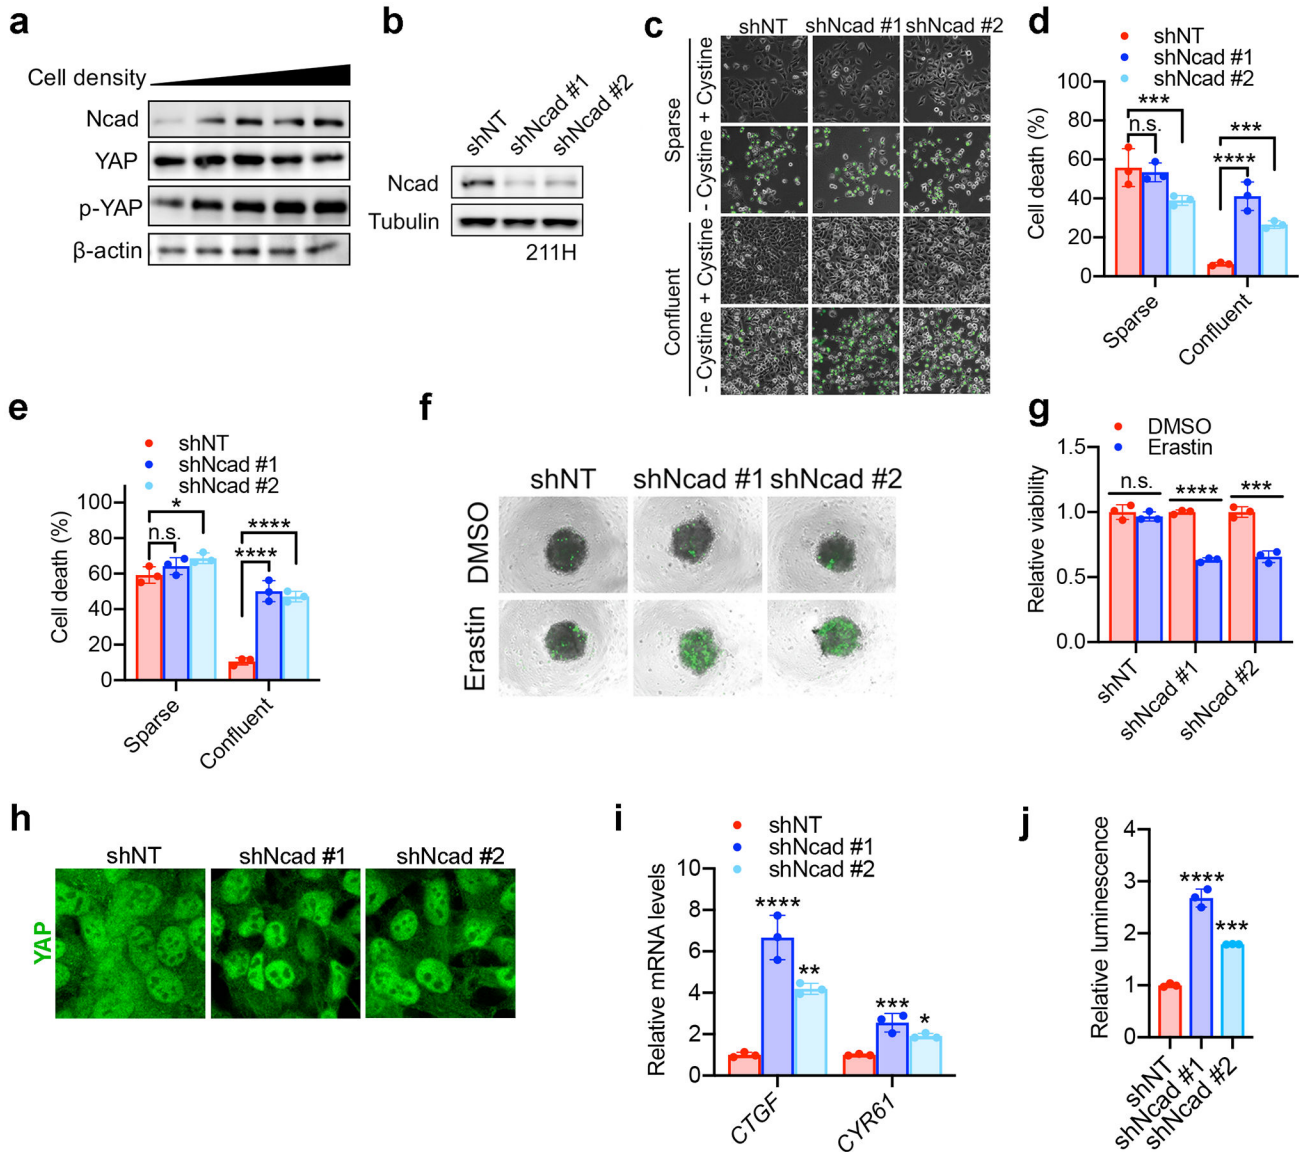 a
Cell density
Ncad
YAP
p-YAP
β-actin
b
shNT
shNcad #1
shNcad #2
Ncad
Tubulin
211H
c
shNT shNcad #1 shNcad #2
Sparse
+ Cystine
- Cystine
Confluent
+ Cystine
- Cystine
d
shNT
shNcad #1
shNcad #2
Cell death (%)
100
80
60
40
20
0
***
n.s.
***
****
Sparse
Confluent
e
shNT
shNcad #1
shNcad #2
Cell death (%)
100
80
60
40
20
0
*
n.s.
****
****
Sparse
Confluent
f
shNT shNcad #1 shNcad #2
DMSO
Erastin
g
DMSO
Erastin
Relative viability
1.5
1.0
0.5
0.0
n.s. **** ***
shNT
shNcad #1
shNcad #2
h
shNT shNcad #1 shNcad #2
YAP
i
shNT
shNcad #1
shNcad #2
Relative mRNA levels
10
8
6
4
2
0
****
**
***
*
CTGF
CYR61
j
Relative luminescence
4
3
2
1
0
****
***
shNT
shNcad #1
shNcad #2